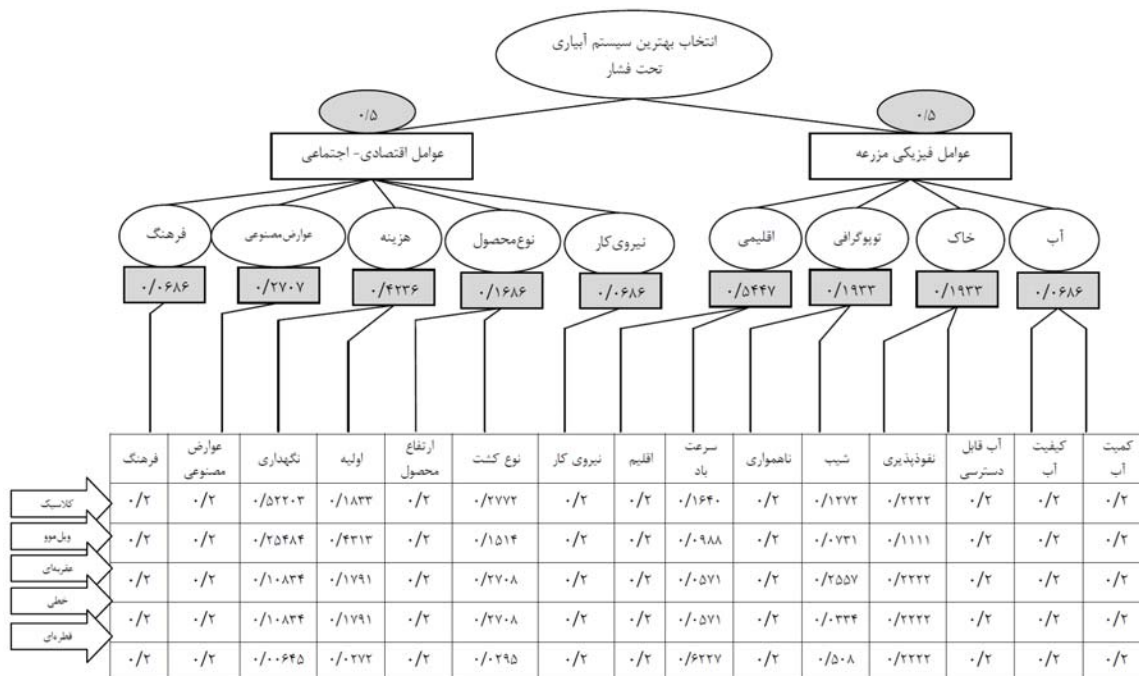 انتخاب بهترین سیستم آبیاری
تحت فشار
۰/۵
۰/۵
عوامل فیزیکی مزرعه
عوامل اقتصادی- اجتماعی
آب
خاک
توپوگرافی
اقلیمی
نیروی کار
نوع محصول
هزینه
عوارض مصنوعی
فرهنگ
۰/۰۶۸۶
۰/۱۹۳۳
۰/۱۹۳۳
۰/۵۴۴۷
۰/۰۶۸۶
۰/۱۶۸۶
۰/۴۲۳۶
۰/۲۷۰۷
۰/۰۶۸۶
کمیت آب
کیفیت آب
آب قابل دسترسی
نفوذپذیری
شیب
ناهمواری
سرعت باد
اقلیم
نیروی کار
نوع کشت
ارتفاع محصول
اولیه
نگهداری
عوارض مصنوعی
فرهنگ
۰/۲ ۰/۲ ۰/۲ ۰/۲۲۲۲ ۰/۱۲۷۲ ۰/۲ ۰/۱۶۴۰ ۰/۲ ۰/۲ ۰/۲۷۷۲ ۰/۲ ۰/۱۸۳۳ ۰/۵۲۲۰۳ ۰/۲ ۰/۲ کلاسیک
۰/۲ ۰/۲ ۰/۲ ۰/۱۱۱۱ ۰/۰۷۳۱ ۰/۲ ۰/۰۹۸۸ ۰/۲ ۰/۲ ۰/۱۵۱۴ ۰/۲ ۰/۴۳۱۳ ۰/۲۵۴۸۴ ۰/۲ ۰/۲ ویل‌موو
۰/۲ ۰/۲ ۰/۲ ۰/۲۲۲۲ ۰/۲۵۵۷ ۰/۲ ۰/۰۵۷۱ ۰/۲ ۰/۲ ۰/۲۷۰۸ ۰/۲ ۰/۱۷۹۱ ۰/۱۰۸۳۴ ۰/۲ ۰/۲ عقربه‌ای
۰/۲ ۰/۲ ۰/۲ ۰/۲۲۲۲ ۰/۰۳۳۴ ۰/۲ ۰/۰۵۷۱ ۰/۲ ۰/۲ ۰/۲۷۰۸ ۰/۲ ۰/۱۷۹۱ ۰/۱۰۸۳۴ ۰/۲ ۰/۲ خطی
۰/۲ ۰/۲ ۰/۲ ۰/۲۲۲۲ ۰/۵۰۸ ۰/۲ ۰/۶۲۲۷ ۰/۲ ۰/۲ ۰/۰۲۹۵ ۰/۲ ۰/۰۲۷۲ ۰/۰۰۶۴۵ ۰/۲ ۰/۲ قطره‌ای